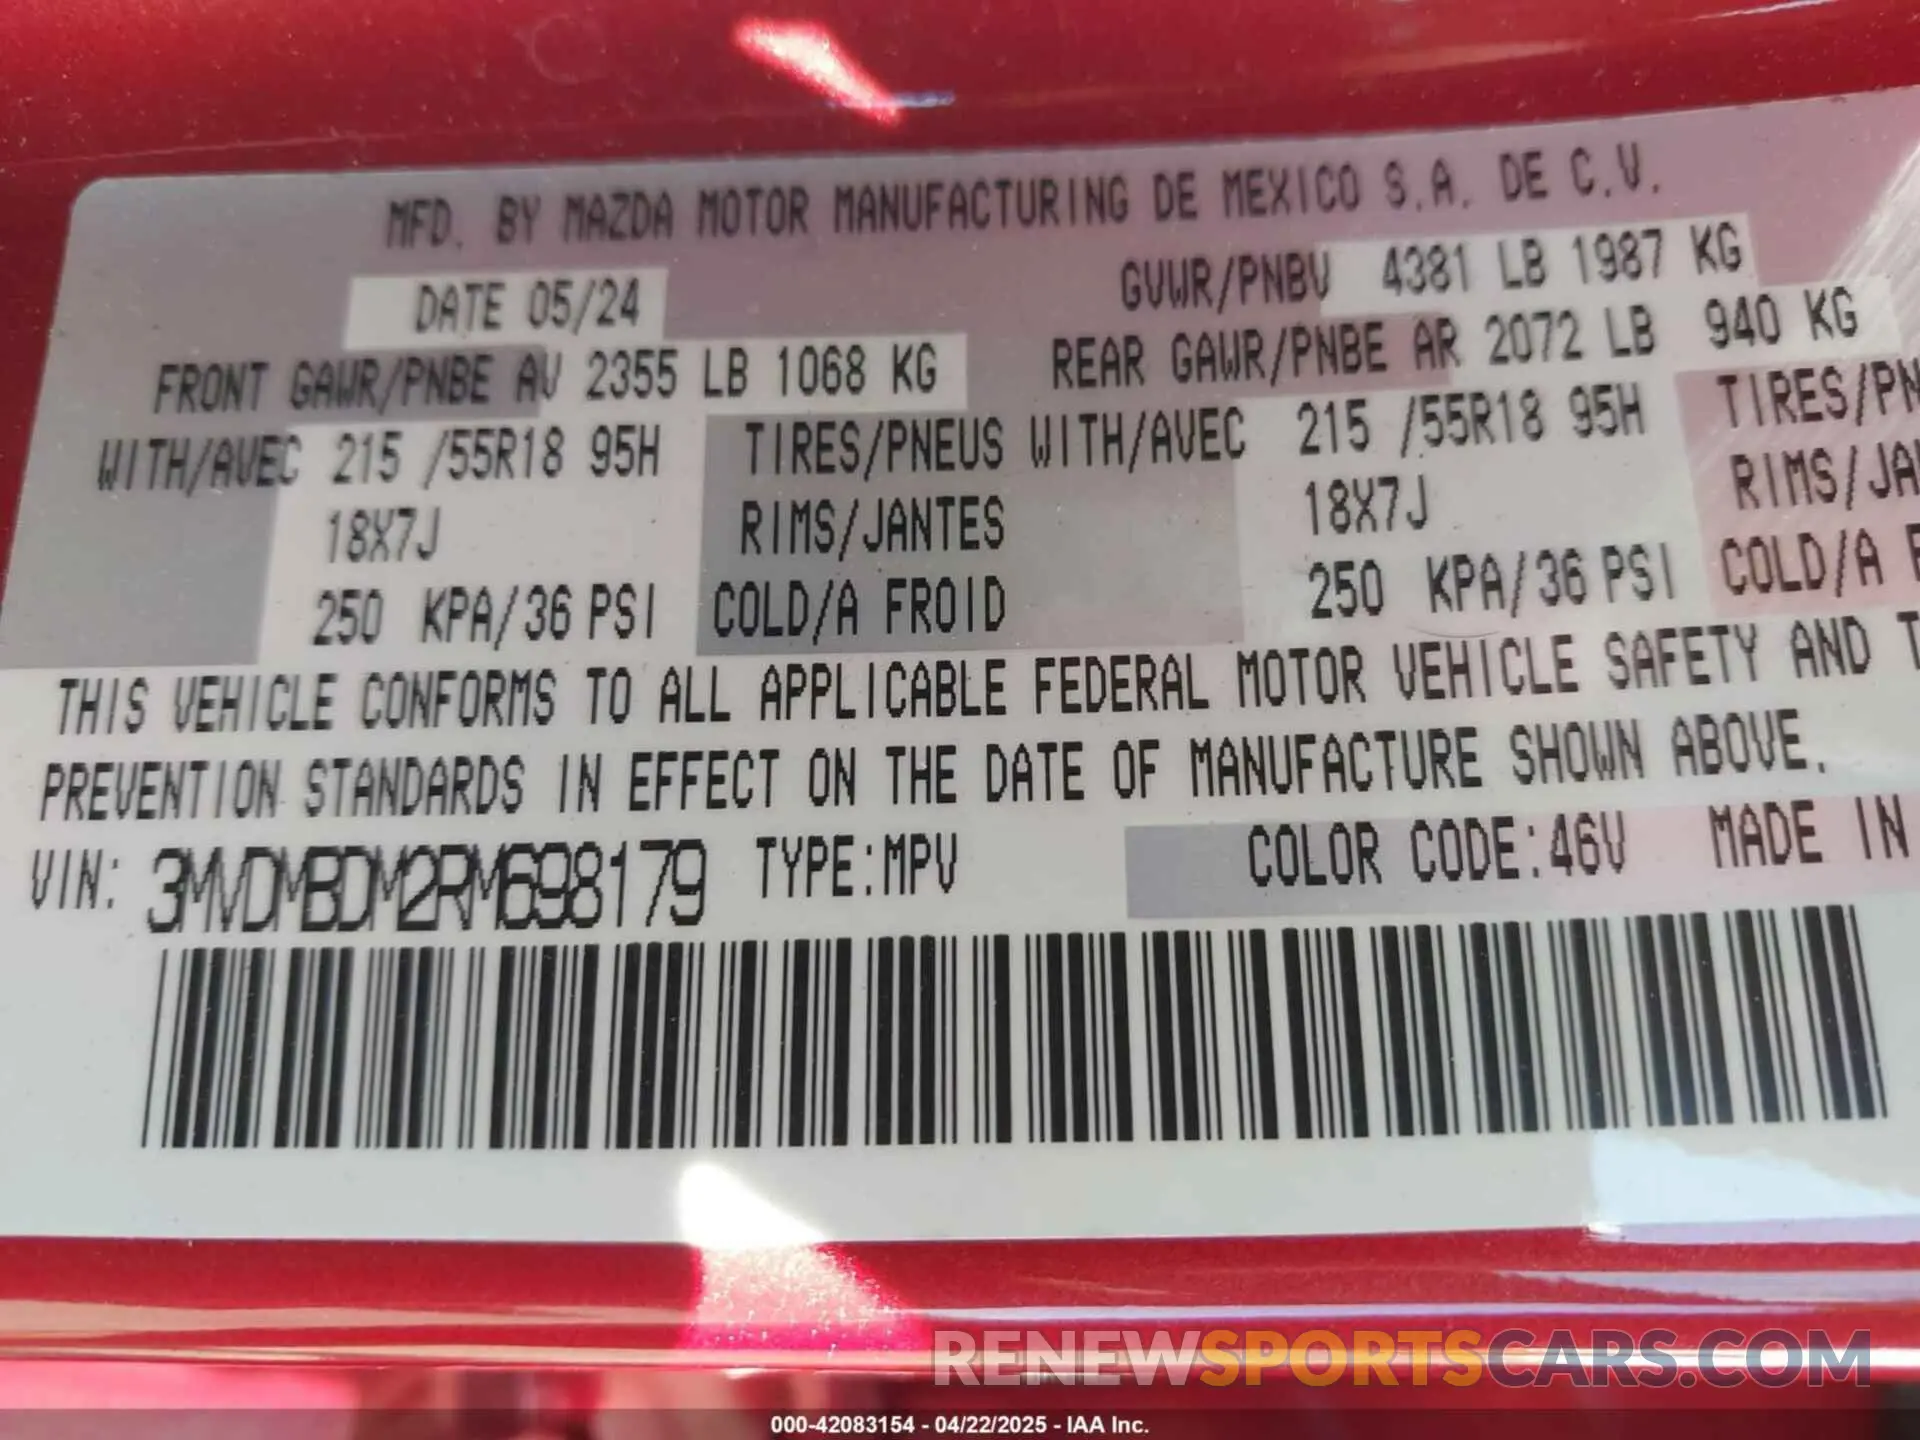 MFD. BY MAZDA MOTOR MANUFACTURING DE MEXICO S.A. DE C.V.
DATE 05/24 GVWR/PNBV 4381 LB 1987 KG
FRONT GAWR/PNBE AV 2355 LB 1068 KG REAR GAWR/PNBE AR 2072 LB 940 KG
WITH/AVEC 215 /55R18 95H TIRES/PNEUS WITH/AVEC 215 /55R18 95H TIRES/PN
18X7J RIMS/JANTES 18X7J RIMS/JA
250 KPA/36 PSI COLD/A FROID 250 KPA/36 PSI COLD/A F
THIS VEHICLE CONFORMS TO ALL APPLICABLE FEDERAL MOTOR VEHICLE SAFETY AND T
PREVENTION STANDARDS IN EFFECT ON THE DATE OF MANUFACTURE SHOWN ABOVE.
VIN: 3MVDMBDM2RM698179 TYPE:MPV COLOR CODE:46V MADE IN
RENEWSPORTSCARS.COM
000-42083154 - 04/22/2025 - IAA Inc.